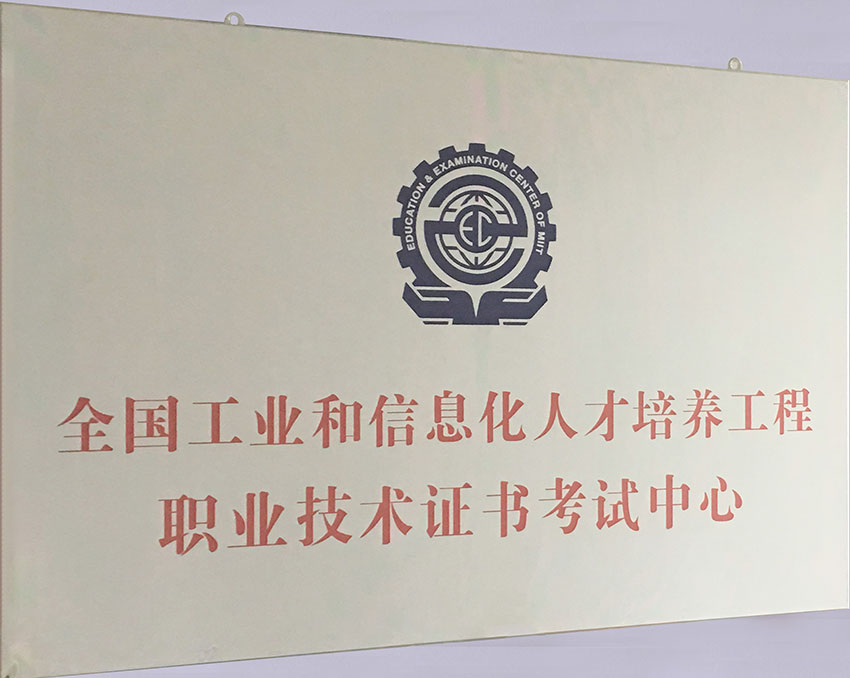 EDUCATION & EXAMINATION CENTER OF MIIT
EC
全国工业和信息化人才培养工程
职业技术证书考试中心